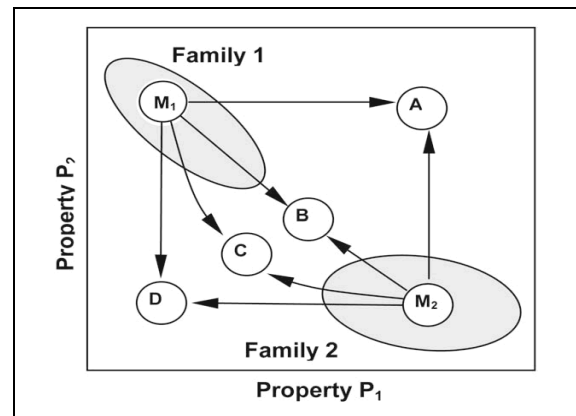 Family 1
M₁
A
B
C
D
M₂
Family 2
Property P₂
Property P₁